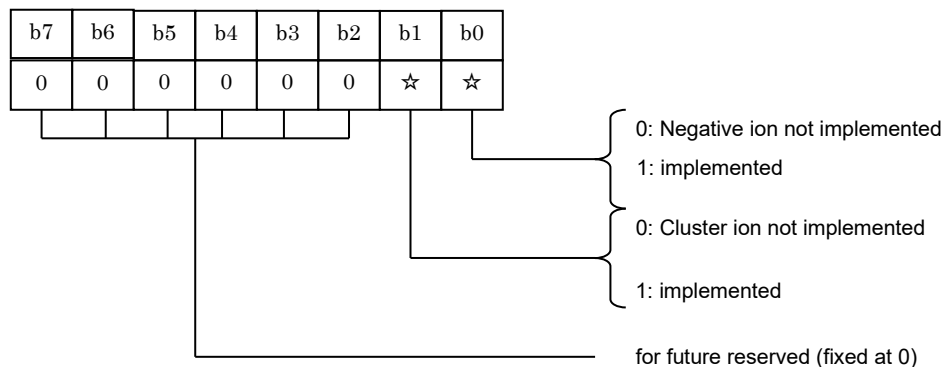 b7 b6 b5 b4 b3 b2 b1 b0
0 0 0 0 0 0 ☆ ☆
0: Negative ion not implemented
1: implemented
0: Cluster ion not implemented
1: implemented
for future reserved (fixed at 0)